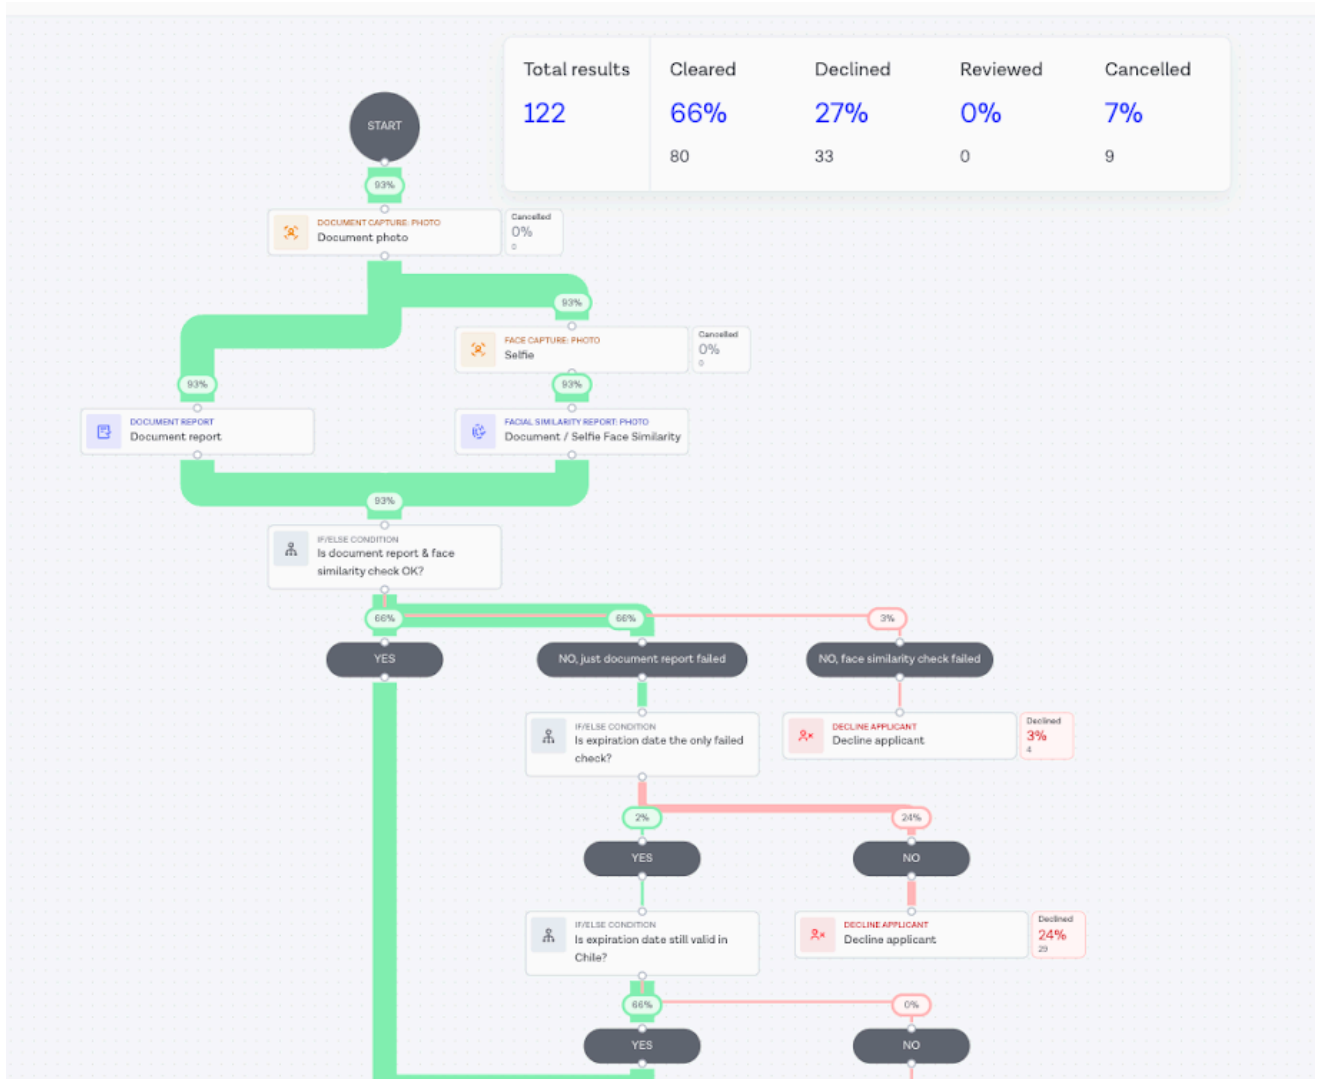 Total results
Cleared
Declined
Reviewed
Cancelled
122
66%
27%
0%
7%
80
33
0
9
START
93%
DOCUMENT CAPTURE: PHOTO
Document photo
Cancelled
0%
0
93%
FACE CAPTURE: PHOTO
Selfie
Cancelled
0%
0
93%
93%
DOCUMENT REPORT
Document report
FACIAL SIMILARITY REPORT: PHOTO
Document / Selfie Face Similarity
93%
IF/ELSE CONDITION
Is document report & face
similarity check OK?
66%
66%
3%
YES
NO, just document report failed
NO, face similarity check failed
IF/ELSE CONDITION
Is expiration date the only failed
check?
DECLINE APPLICANT
Decline applicant
Declined
3%
4
2%
24%
YES
NO
IF/ELSE CONDITION
Is expiration date still valid in
Chile?
DECLINE APPLICANT
Decline applicant
Declined
24%
29
66%
0%
YES
NO